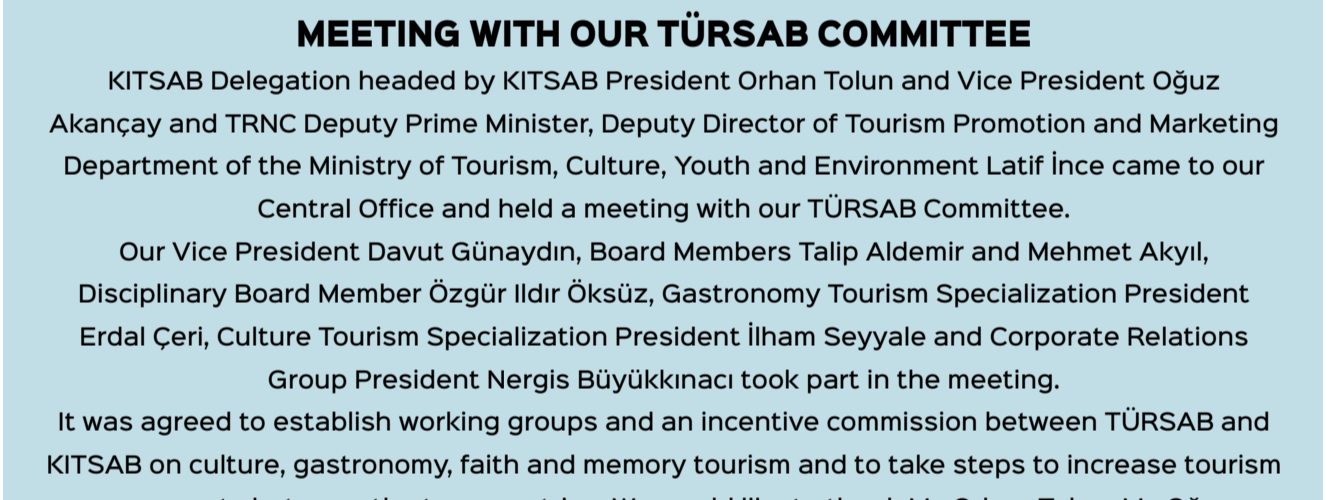 MEETING WITH OUR TÜRSAB COMMITTEE
KITSAB Delegation headed by KITSAB President Orhan Tolun and Vice President Oğuz
Akançay and TRNC Deputy Prime Minister, Deputy Director of Tourism Promotion and Marketing
Department of the Ministry of Tourism, Culture, Youth and Environment Latif İnce came to our
Central Office and held a meeting with our TÜRSAB Committee.
Our Vice President Davut Günaydın, Board Members Talip Aldemir and Mehmet Akyıl,
Disciplinary Board Member Özgür Ildır Öksüz, Gastronomy Tourism Specialization President
Erdal Çeri, Culture Tourism Specialization President İlham Seyyale and Corporate Relations
Group President Nergis Büyükkınacı took part in the meeting.
It was agreed to establish working groups and an incentive commission between TÜRSAB and
KITSAB on culture, gastronomy, faith and memory tourism and to take steps to increase tourism